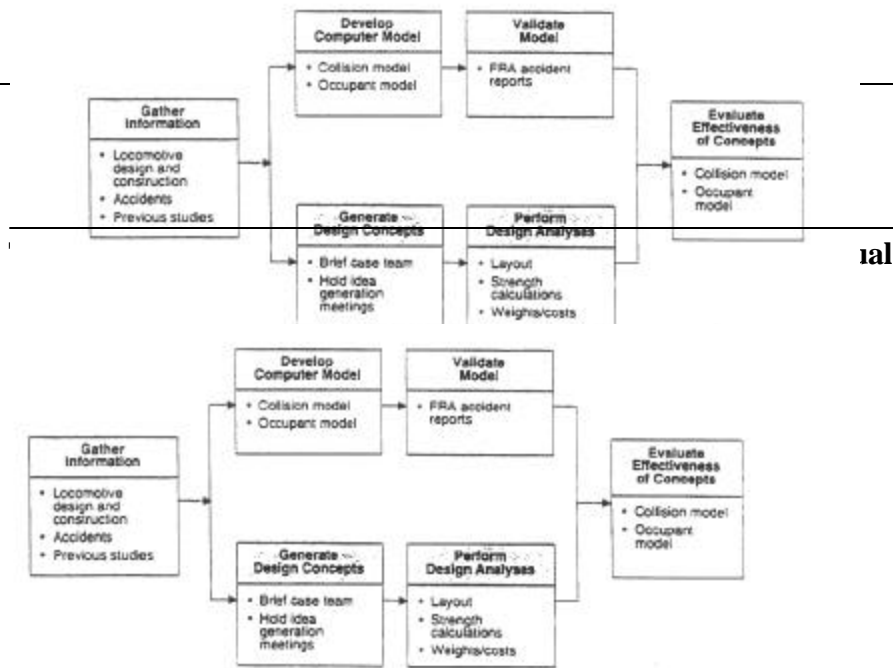 Develop
Computer Model
• Collision model
• Occupant model
Validate
Model
• FRA accident
reports
Gather
Information
• Locomotive
design and
construction
• Accidents
• Previous studies
Evaluate
Effectiveness
of Concepts
• Collision model
• Occupant
model
Generate
Design Concepts
• Brief case team
• Hold idea
generation
meetings
Perform
Design Analyses
• Layout
• Strength
calculations
• Weights/costs
ual
Develop
Computer Model
• Collision model
• Occupant model
Validate
Model
• FRA accident
reports
Gather
Information
• Locomotive
design and
construction
• Accidents
• Previous studies
Evaluate
Effectiveness
of Concepts
• Collision model
• Occupant
model
Generate
Design Concepts
• Brief case team
• Hold idea
generation
meetings
Perform
Design Analyses
• Layout
• Strength
calculations
• Weights/costs